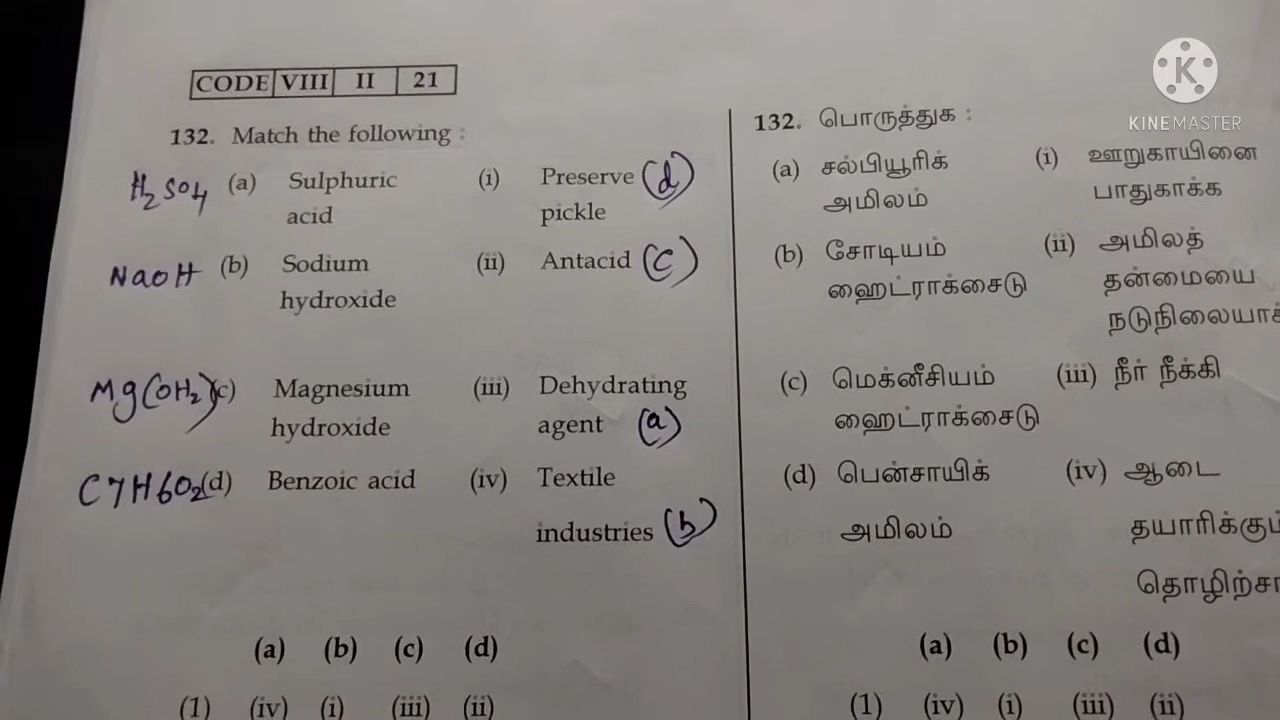 K
KINEMASTER
CODE VIII II 21
132. Match the following :
H2SO4 (a) Sulphuric (i) Preserve (d)
acid pickle
NaOH (b) Sodium (ii) Antacid (c)
hydroxide
Mg(OH2) (c) Magnesium (iii) Dehydrating
hydroxide agent (a)
C7H6O2 (d) Benzoic acid (iv) Textile
industries (b)
(a) (b) (c) (d)
(1) (iv) (i) (iii) (ii)
132. பொருத்துக :
(a) சல்பியூரிக் (i) ஊறுகாயினை
அமிலம் பாதுகாக்க
(b) சோடியம் (ii) அமிலத்
ஹைட்ராக்சைடு தன்மையை
நடுநிலையாக்
(c) மெக்னீசியம் (iii) நீர் நீக்கி
ஹைட்ராக்சைடு
(d) பென்சாயிக் (iv) ஆடை
அமிலம் தயாரிக்கும்
தொழிற்சா
(a) (b) (c) (d)
(1) (iv) (i) (iii) (ii)